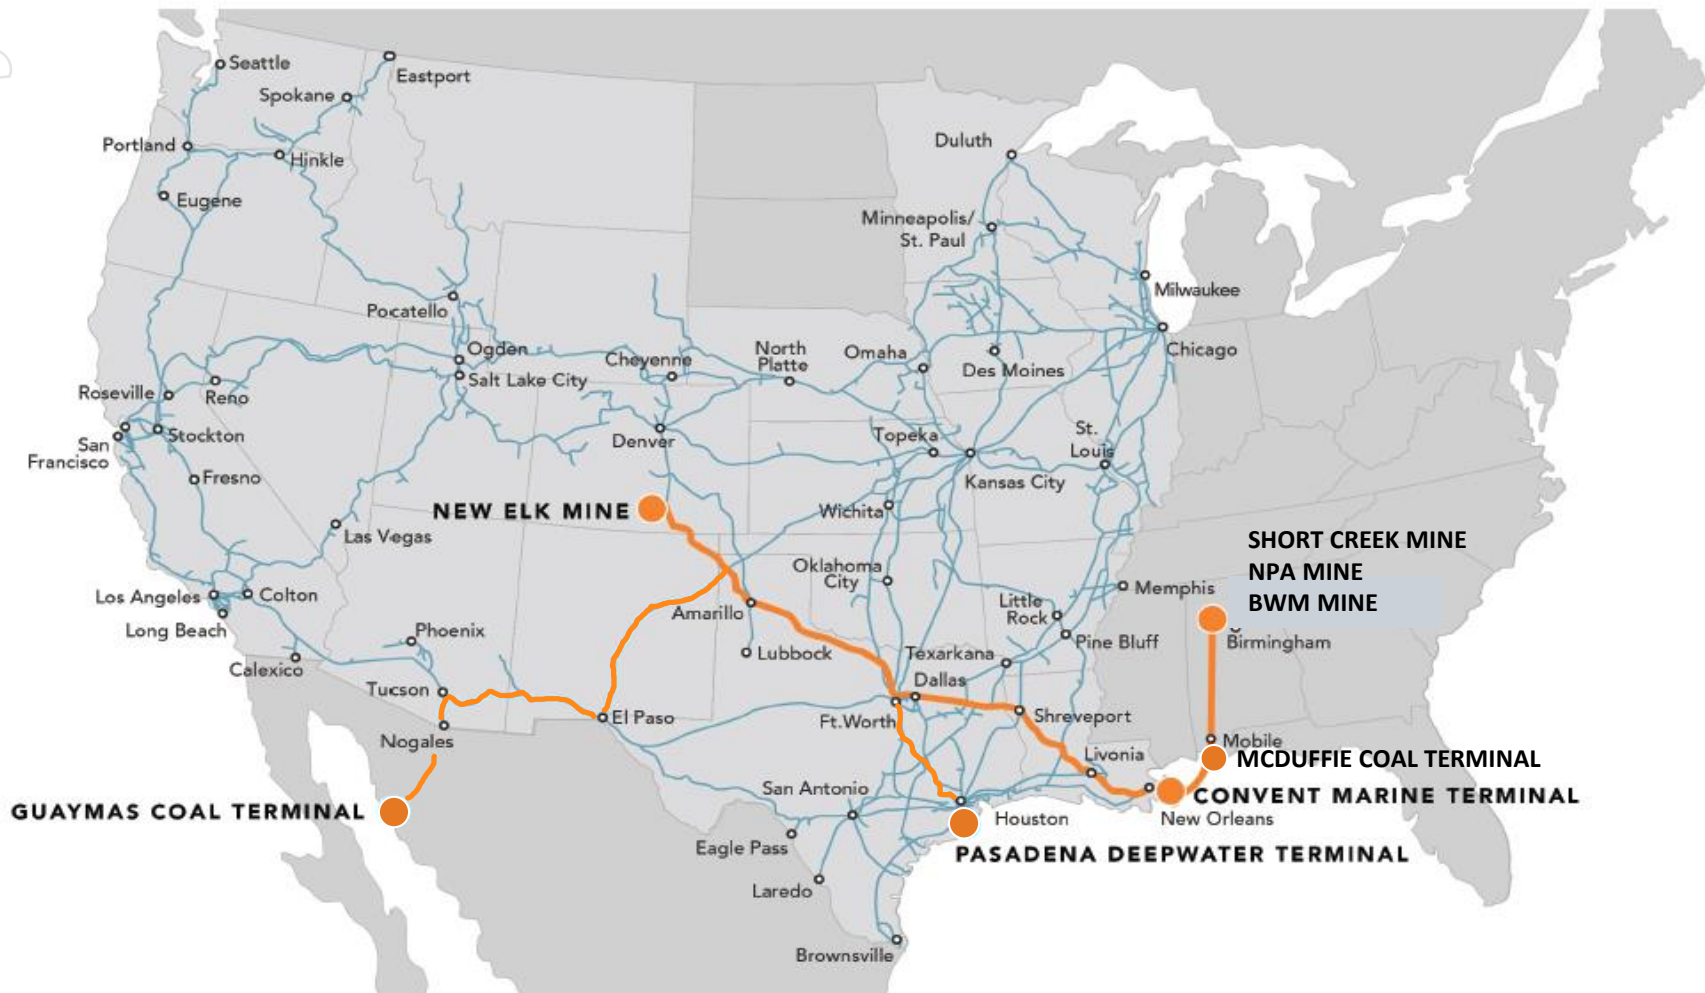 Seattle
Eastport
Spokane
Portland
Hinkle
Duluth
Eugene
Minneapolis/
St. Paul
Milwaukee
Pocatello
Ogden
Cheyenne
North
Platte
Omaha
Chicago
Des Moines
Salt Lake City
Roseville
Reno
Stockton
San
Francisco
Denver
Topeka
St.
Louis
Fresno
Kansas City
NEW ELK MINE
Wichita
Las Vegas
SHORT CREEK MINE
NPA MINE
BWM MINE
Oklahoma
City
Memphis
Los Angeles
Colton
Little
Rock
Amarillo
Long Beach
Phoenix
Pine Bluff
Birmingham
Lubbock
Texarkana
Calexico
Tucson
Dallas
El Paso
Ft.Worth
Shreveport
Nogales
Mobile
Livonia
MCDUFFIE COAL TERMINAL
San Antonio
CONVENT MARINE TERMINAL
GUAYMAS COAL TERMINAL
Houston
New Orleans
Eagle Pass
PASADENA DEEPWATER TERMINAL
Laredo
Brownsville